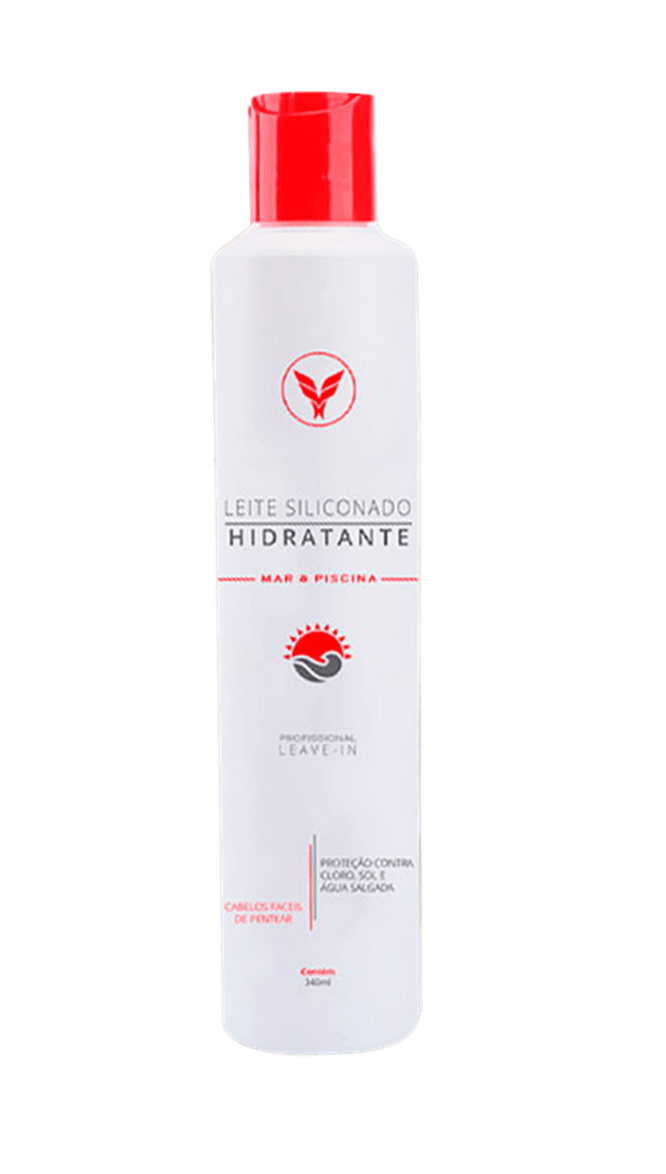 LEITE SILICONADO
HIDRATANTE
MAR & PISCINA
PROFISSIONAL
LEAVE-IN
PROTEÇÃO CONTRA
CLORO, SOL E
ÁGUA SALGADA
CABELOS FACEIS
DE PENTEAR
Contém
340ml